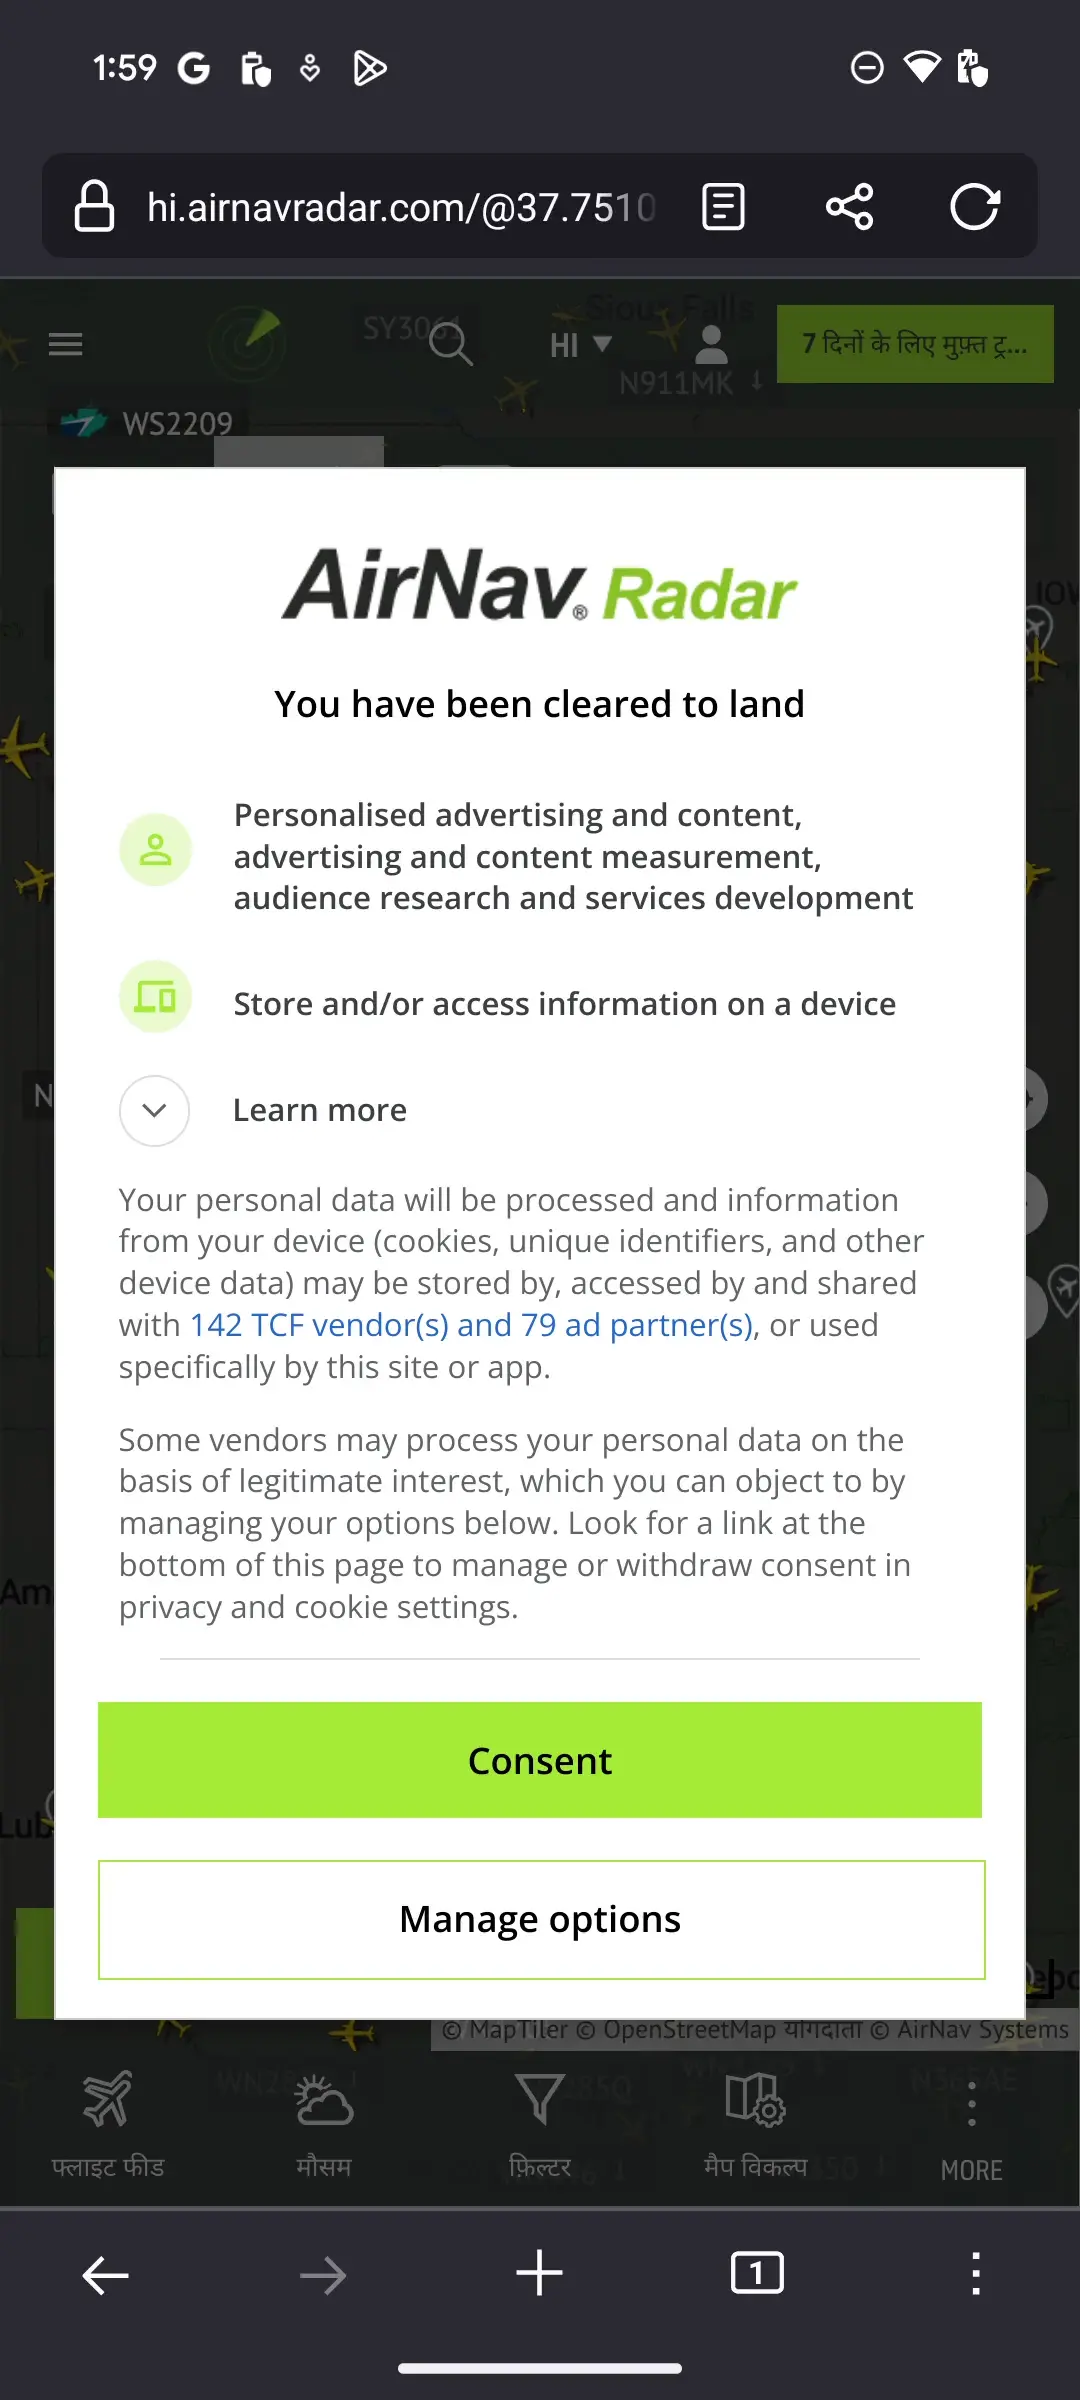 1:59
hi.airnavradar.com/@37.7510
Sioux Falls
SY3061
HI
7 दिनों के लिए मुफ़्त ट्र...
N911MK ↓
WS2209
AirNav® Radar
You have been cleared to land
Personalised advertising and content,
advertising and content measurement,
audience research and services development
Store and/or access information on a device
Learn more
Your personal data will be processed and information
from your device (cookies, unique identifiers, and other
device data) may be stored by, accessed by and shared
with 142 TCF vendor(s) and 79 ad partner(s), or used
specifically by this site or app.
Some vendors may process your personal data on the
basis of legitimate interest, which you can object to by
managing your options below. Look for a link at the
bottom of this page to manage or withdraw consent in
privacy and cookie settings.
Consent
Manage options
© MapTiler © OpenStreetMap योगदाता © AirNav Systems
फ्लाइट फीड
मौसम
फ़िल्टर
मैप विकल्प
MORE
1